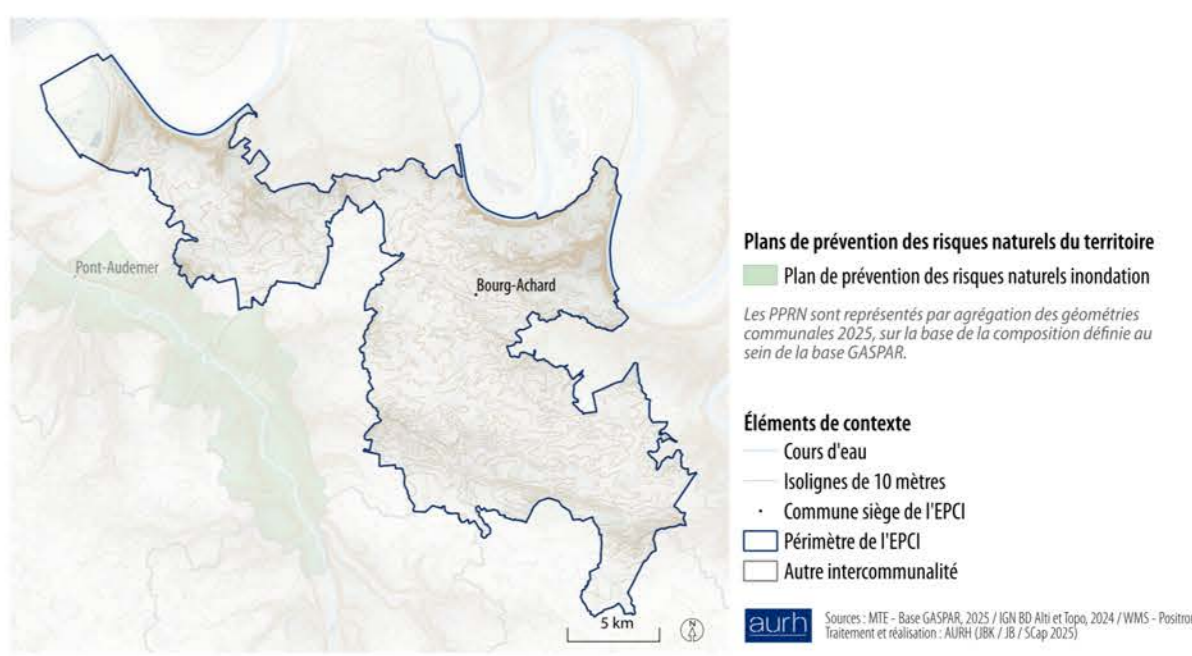 Pont-Audemer
Bourg-Achard
5 km
N
Plans de prévention des risques naturels du territoire
Plan de prévention des risques naturels inondation
Les PPRN sont représentés par agrégation des géométries
communales 2025, sur la base de la composition définie au
sein de la base GASPAR.
Éléments de contexte
Cours d'eau
Isolignes de 10 mètres
Commune siège de l'EPCI
Périmètre de l'EPCI
Autre intercommunalité
aurh
Sources : MTE - Base GASPAR, 2025 / IGN BD Alti et Topo, 2024 / WMS - Positron
Traitement et réalisation : AURH (JBK / JB / SCap 2025)